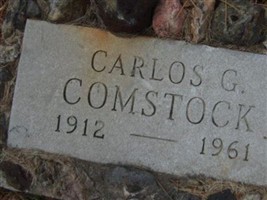 CARLOS G.
COMSTOCK
1912 — 1961